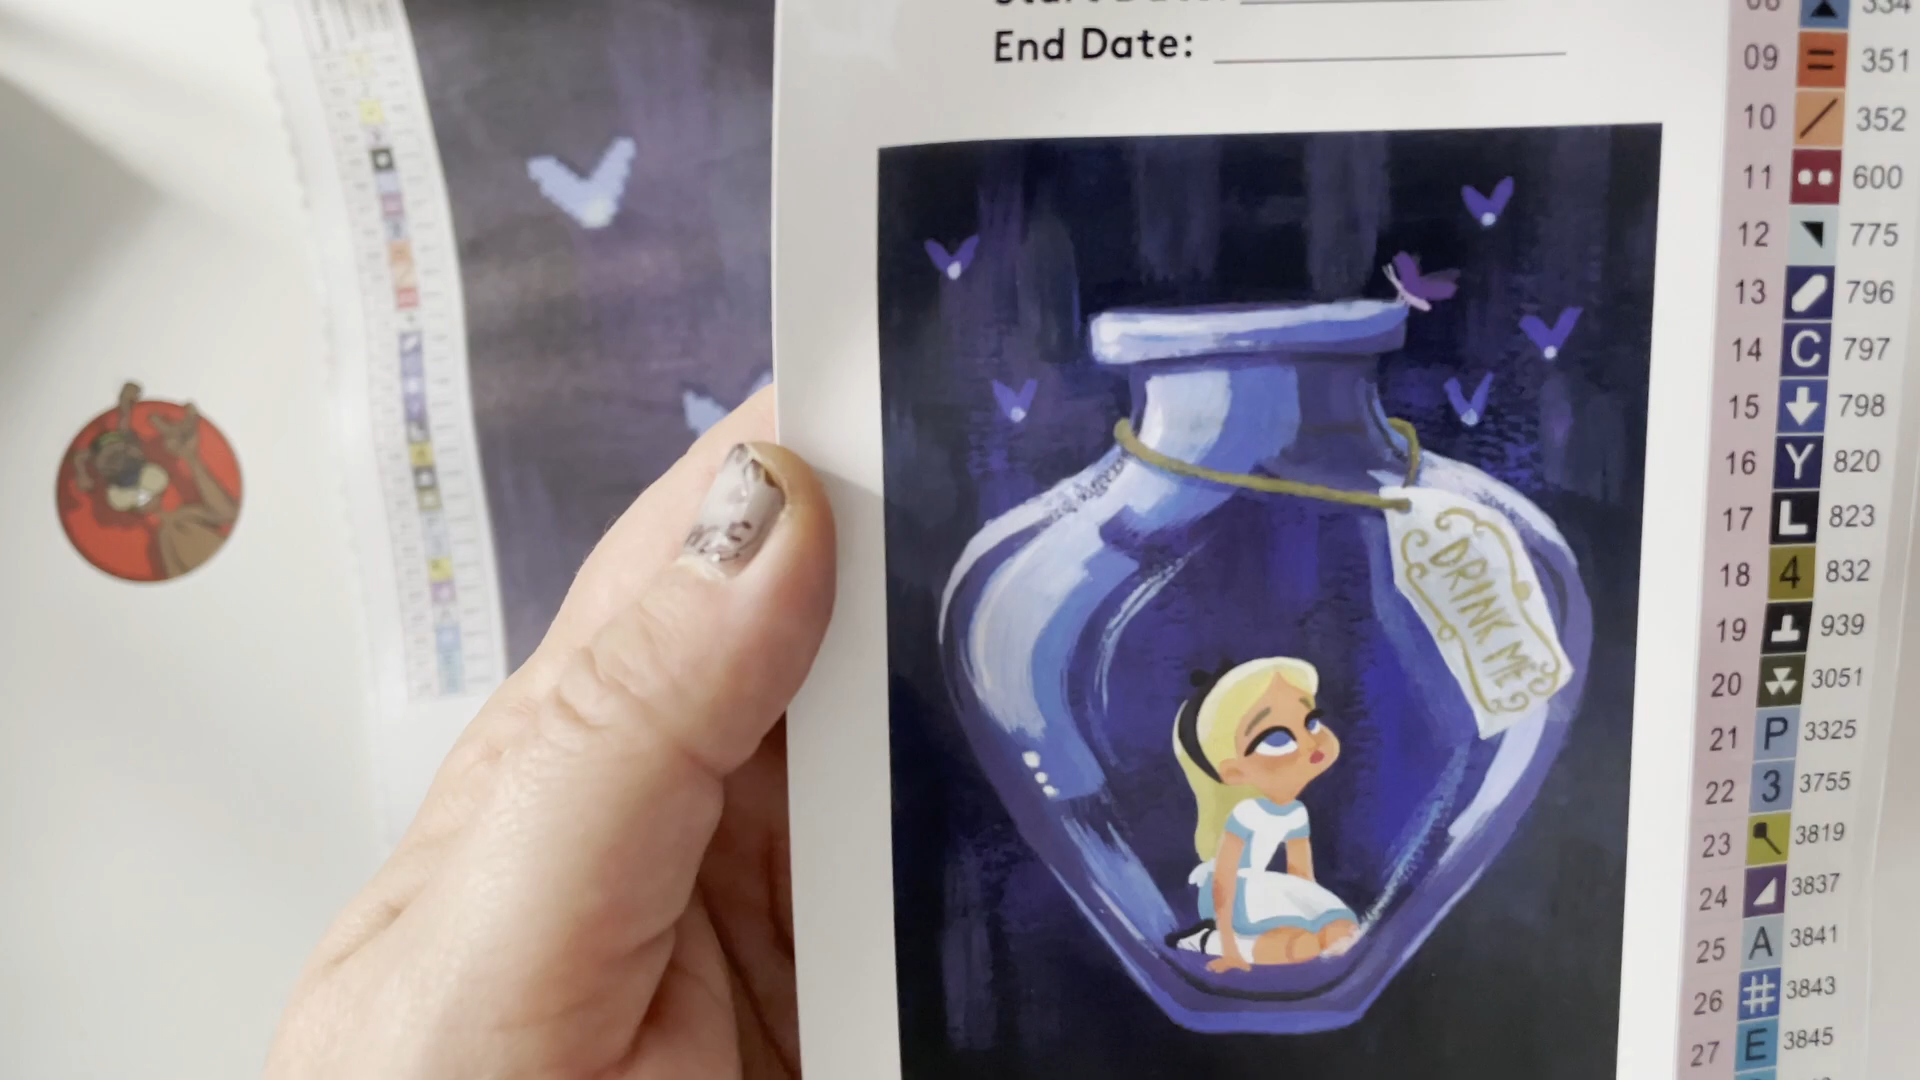 End Date:
DRINK ME
334
09 = 351
10 / 352
11 600
12 775
13 796
14 C 797
15 798
16 Y 820
17 L 823
18 4 832
19 939
20 3051
21 P 3325
22 3 3755
23 3819
24 3837
25 A 3841
26 # 3843
27 E 3845